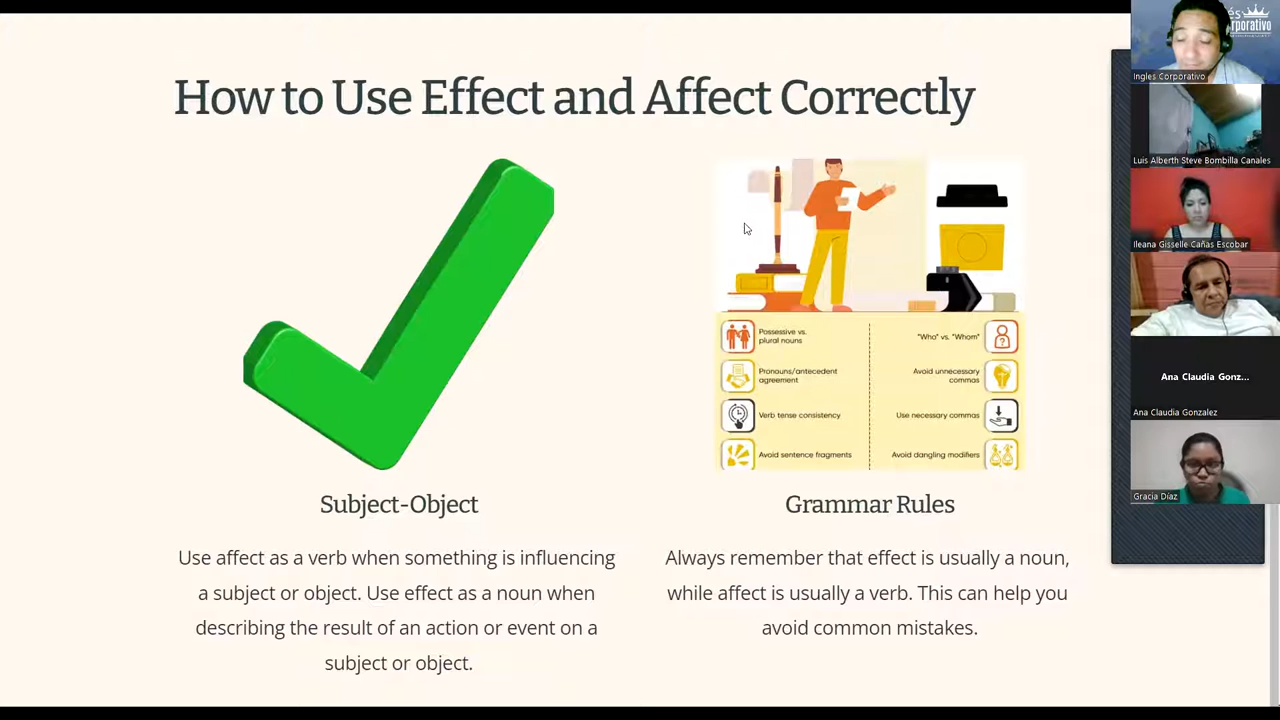 How to Use Effect and Affect Correctly
Possessive vs.
plural nouns
Pronouns/antecedent
agreement
Verb tense consistency
Avoid sentence fragments
"Who" vs. "Whom"
Avoid unnecessary
commas
Use necessary commas
Avoid dangling modifiers
Subject-Object
Use affect as a verb when something is influencing
a subject or object. Use effect as a noun when
describing the result of an action or event on a
subject or object.
Grammar Rules
Always remember that effect is usually a noun,
while affect is usually a verb. This can help you
avoid common mistakes.
Ingles Corporativo
Luis Alberth Steve Bombilla Canales
Ileana Gisselle Cañas Escobar
Ana Claudia Gonz...
Ana Claudia Gonzalez
Gracia Díaz